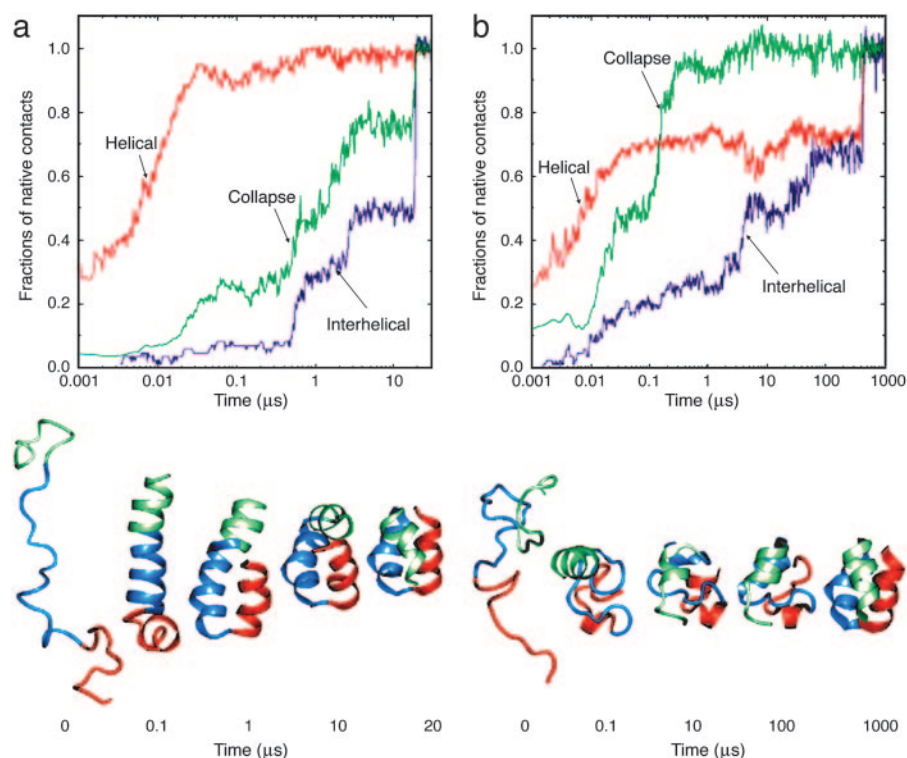 a
Fractions of native contacts
1.0
0.8
0.6
0.4
0.2
0.0
Helical
Collapse
Interhelical
0.001
0.01
0.1
1
10
Time (μs)
b
Fractions of native contacts
1.0
0.8
0.6
0.4
0.2
0.0
Collapse
Helical
Interhelical
0.001
0.01
0.1
1
10
100
1000
Time (μs)
0 0.1 1 10 20
Time (μs)
0 0.1 10 100 1000
Time (μs)